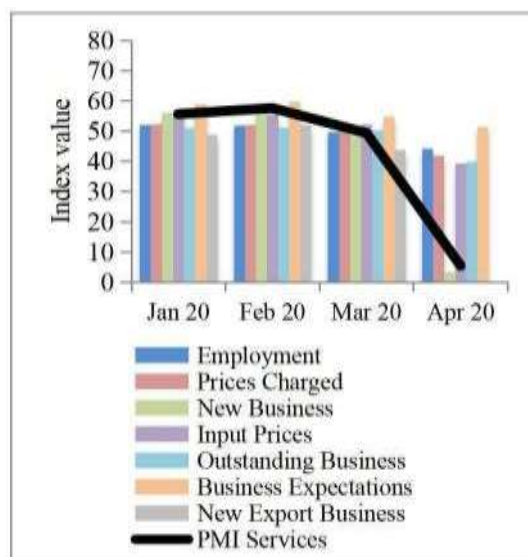 80
70
60
50
40
30
20
10
0
Index value
Jan 20 Feb 20 Mar 20 Apr 20
Employment
Prices Charged
New Business
Input Prices
Outstanding Business
Business Expectations
New Export Business
PMI Services